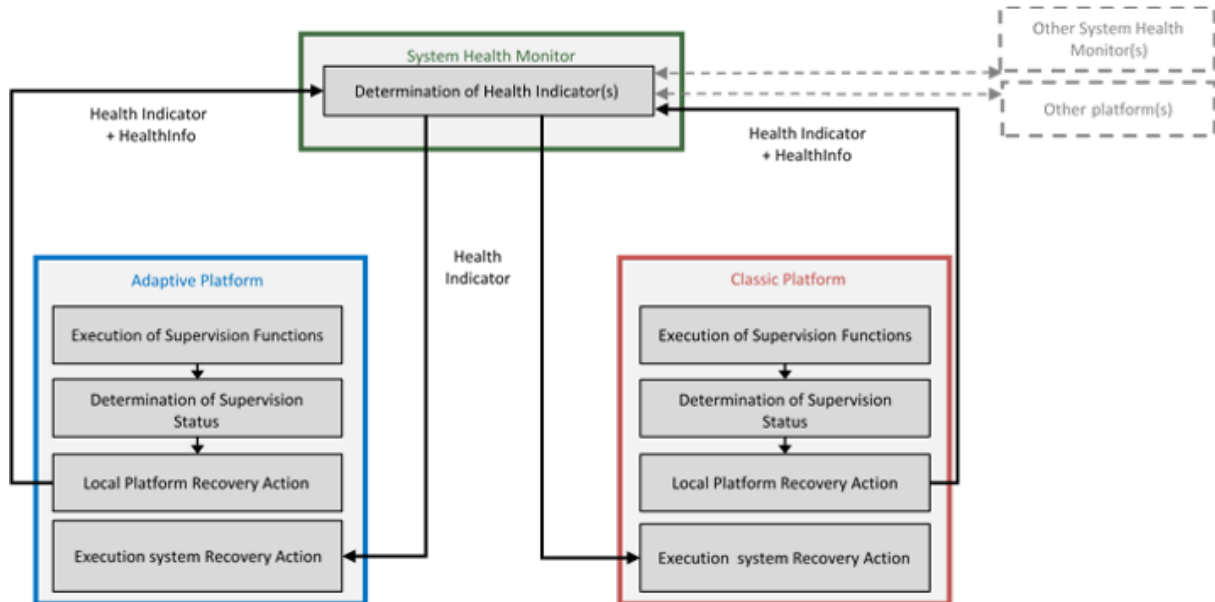 Other System Health
Monitor(s)
System Health Monitor
Determination of Health Indicator(s)
Other platform(s)
Health Indicator
+ HealthInfo
Health Indicator
+ HealthInfo
Health
Indicator
Adaptive Platform
Execution of Supervision Functions
Determination of Supervision
Status
Local Platform Recovery Action
Execution system Recovery Action
Classic Platform
Execution of Supervision Functions
Determination of Supervision
Status
Local Platform Recovery Action
Execution system Recovery Action